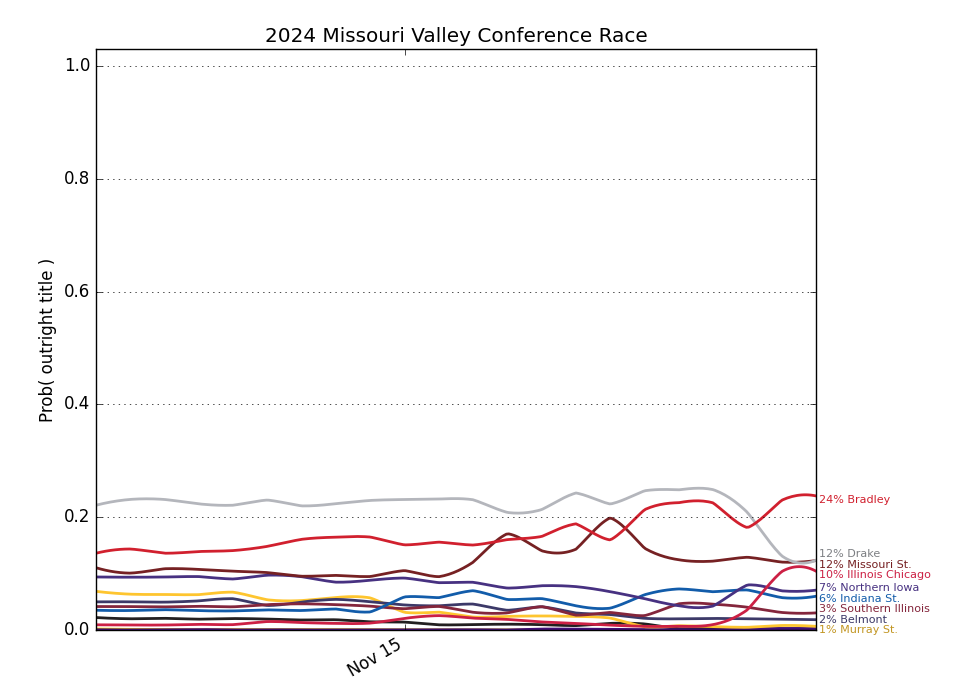 2024 Missouri Valley Conference Race
Prob( outright title )
1.0
0.8
0.6
0.4
0.2
0.0
Nov 15
24% Bradley
12% Drake
12% Missouri St.
10% Illinois Chicago
7% Northern Iowa
6% Indiana St.
3% Southern Illinois
2% Belmont
1% Murray St.